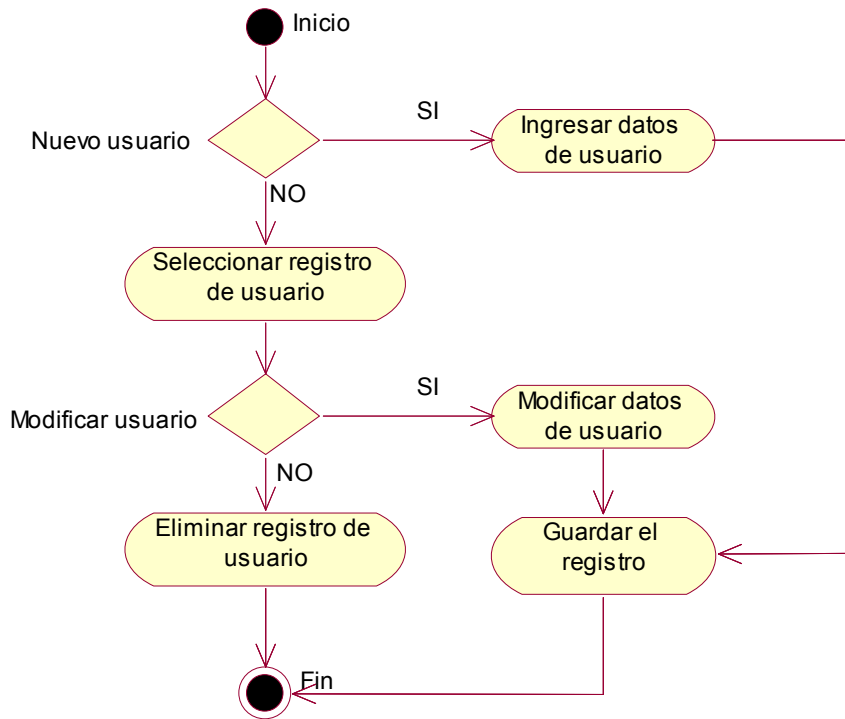 Inicio
SI
Nuevo usuario
Ingresar datos
de usuario
NO
Seleccionar registro
de usuario
SI
Modificar usuario
Modificar datos
de usuario
NO
Eliminar registro de
usuario
Guardar el
registro
Fin